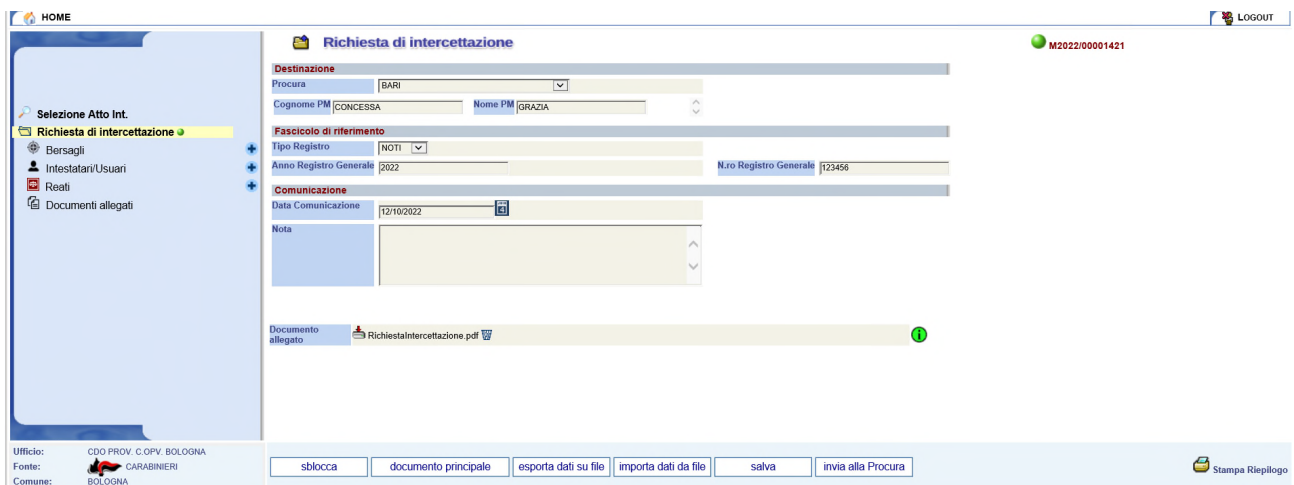 HOME
LOGOUT
Richiesta di intercettazione
M2022/00001421
Selezione Atto Int.
Richiesta di intercettazione
Bersagli
Intestatari/Usuari
Reati
Documenti allegati
Destinazione
Procura BARI
Cognome PM CONCESSA Nome PM GRAZIA
Fascicolo di riferimento
Tipo Registro NOTI
Anno Registro Generale 2022 N.ro Registro Generale 123456
Comunicazione
Data Comunicazione 12/10/2022
Nota
Documento
allegato RichiestaIntercettazione.pdf
Ufficio: CDO PROV. C.OPV. BOLOGNA
Fonte: CARABINIERI
Comune: BOLOGNA
sblocca documento principale esporta dati su file importa dati da file salva invia alla Procura
Stampa Riepilogo